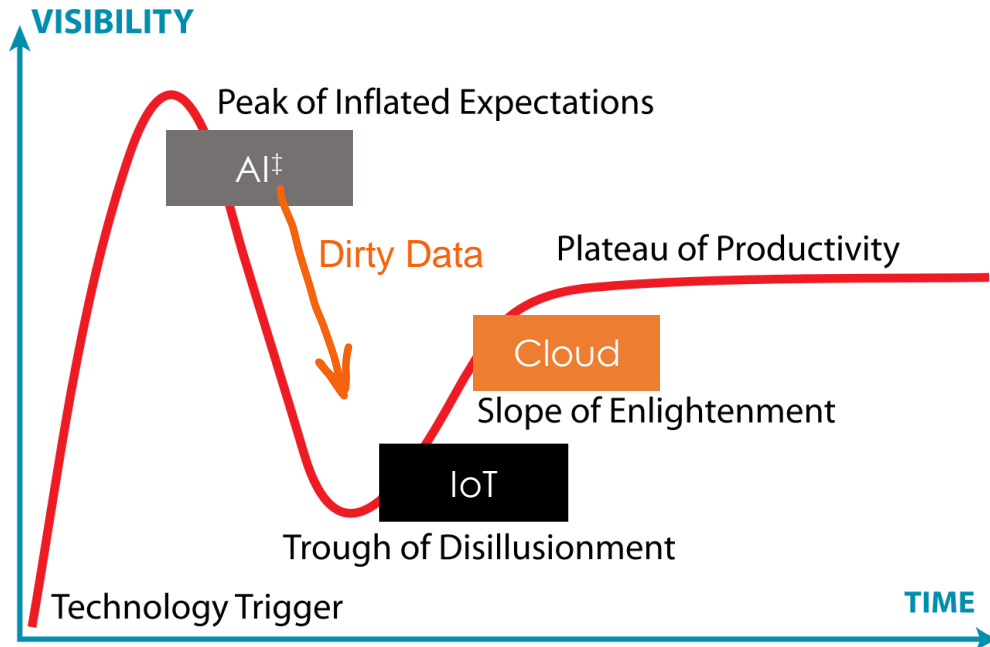 VISIBILITY
Peak of Inflated Expectations
AI‡
Dirty Data
Plateau of Productivity
Cloud
Slope of Enlightenment
IoT
Trough of Disillusionment
Technology Trigger
TIME